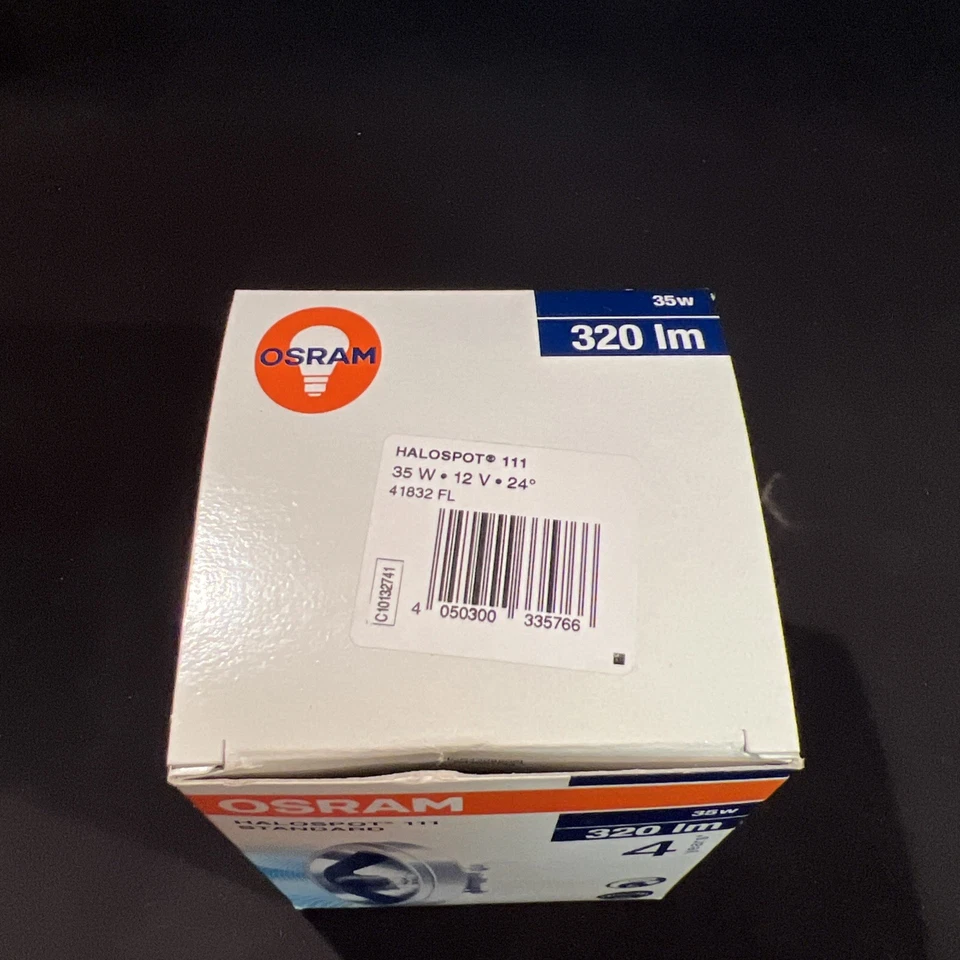 35W
320 lm
OSRAM
HALOSPOT® 111
35 W • 12 V • 24°
41832 FL
C10132741
4 050300 335766
OSRAM
HALOSPOT® 111
STANDARD
35W
320 lm
4 years